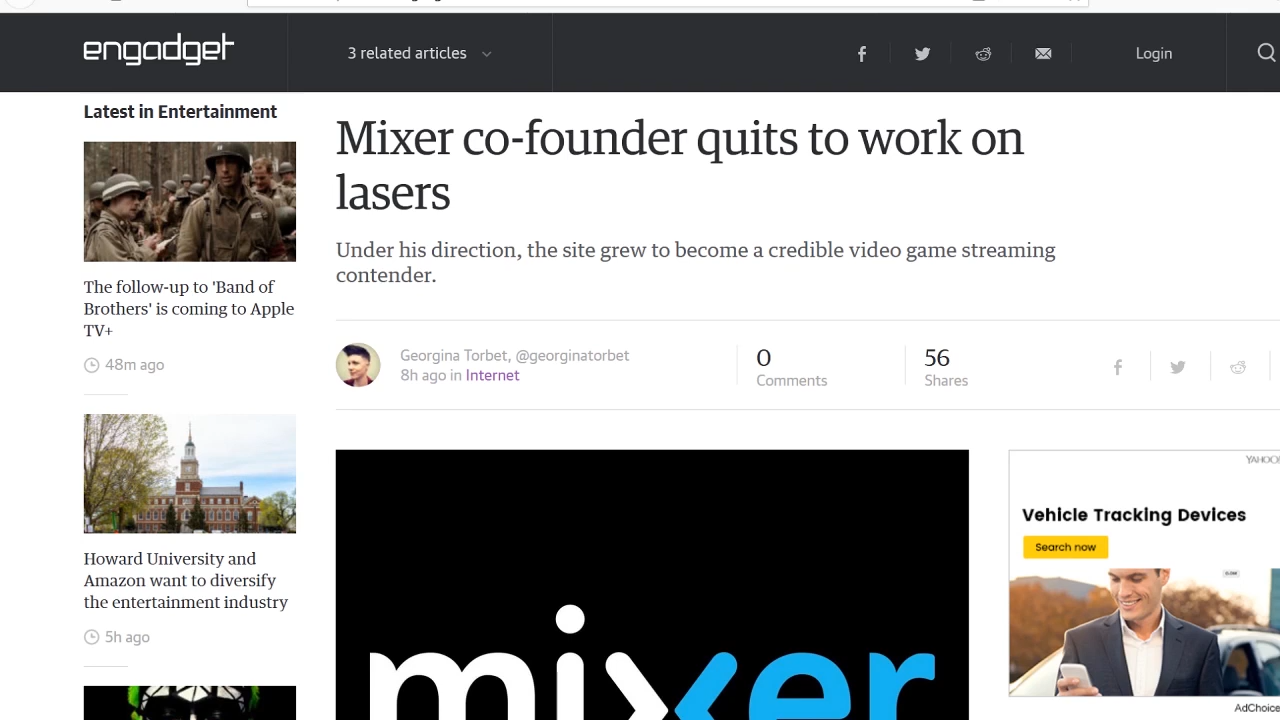 engadget
3 related articles
Login
Latest in Entertainment
The follow-up to 'Band of
Brothers' is coming to Apple
TV+
48m ago
Howard University and
Amazon want to diversify
the entertainment industry
5h ago
Mixer co-founder quits to work on
lasers
Under his direction, the site grew to become a credible video game streaming
contender.
Georgina Torbet, @georginatorbet
8h ago in Internet
0
Comments
56
Shares
mixer
YAHOO!
Vehicle Tracking Devices
Search now
AdChoice